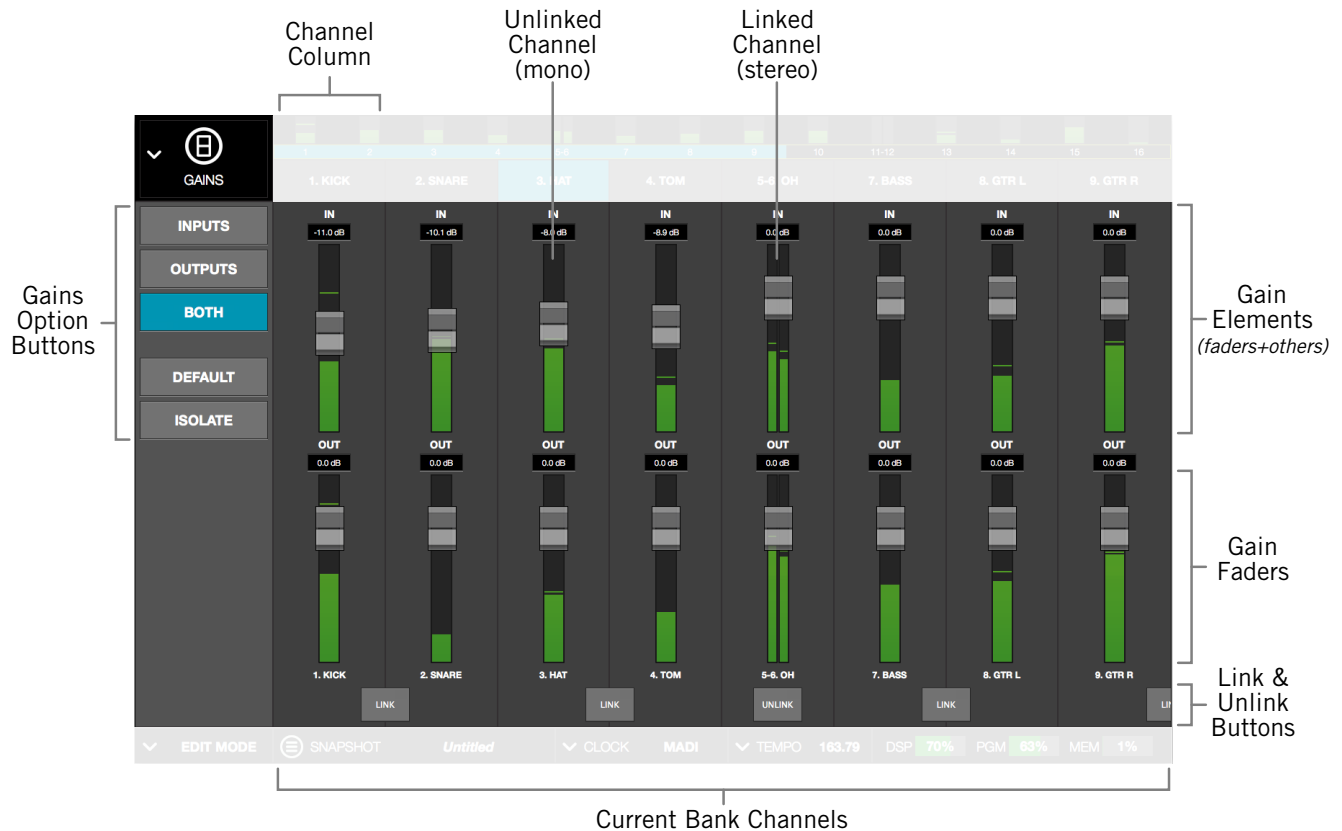 Channel
Column
Unlinked
Channel
(mono)
Linked
Channel
(stereo)
GAINS
1 2 3 4 5-6 7 8 9 10 11-12 13 14 15 16
1. KICK 2. SNARE 3. HAT 4. TOM 5-6. OH 7. BASS 8. GTR L 9. GTR R
Gains
Option
Buttons
INPUTS
OUTPUTS
BOTH
DEFAULT
ISOLATE
IN IN IN IN IN IN IN IN
-11.0 dB -10.1 dB -8.0 dB -8.9 dB 0.0 dB 0.0 dB 0.0 dB 0.0 dB
Gain
Elements
(faders+others)
OUT OUT OUT OUT OUT OUT OUT OUT
0.0 dB 0.0 dB 0.0 dB 0.0 dB 0.0 dB 0.0 dB 0.0 dB 0.0 dB
Gain
Faders
1. KICK 2. SNARE 3. HAT 4. TOM 5-6. OH 7. BASS 8. GTR L 9. GTR R
LINK LINK UNLINK LINK
Link &
Unlink
Buttons
EDIT MODE SNAPSHOT Untitled CLOCK MADI TEMPO 163.79 DSP 70% PGM 63% MEM 1%
Current Bank Channels